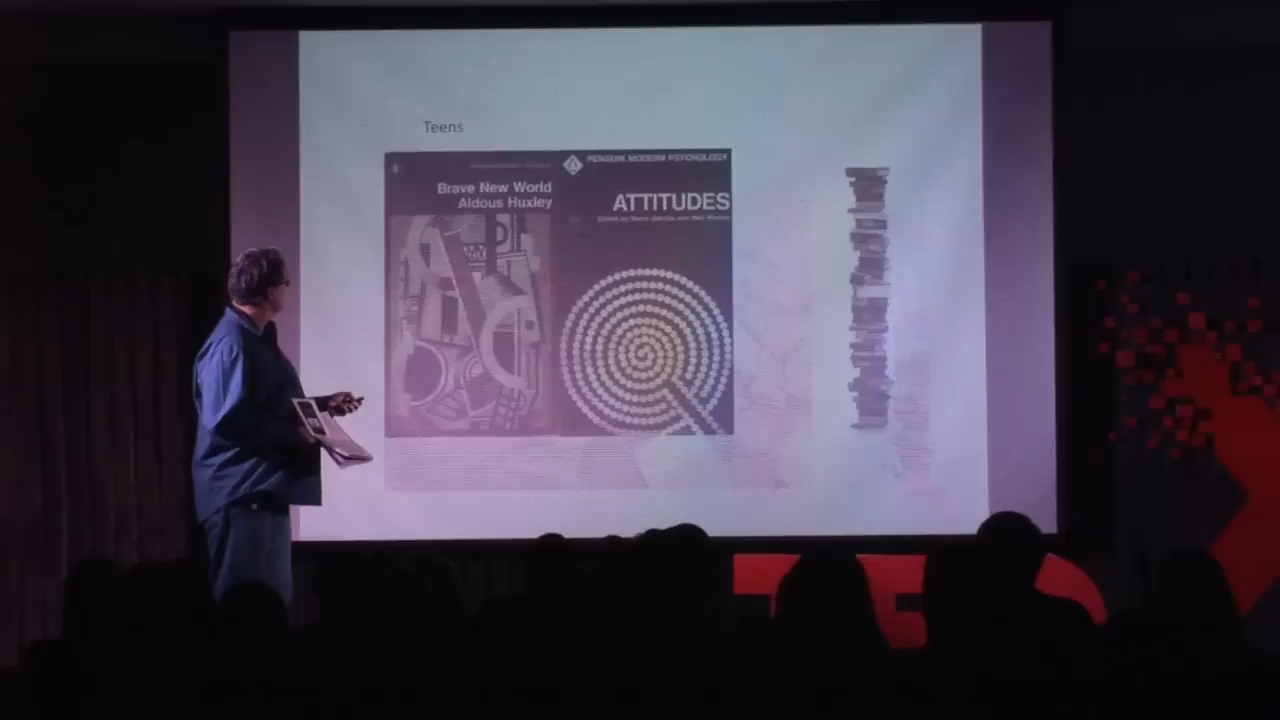 Teens
Brave New World
Aldous Huxley
PENGUIN MODERN PSYCHOLOGY
ATTITUDES